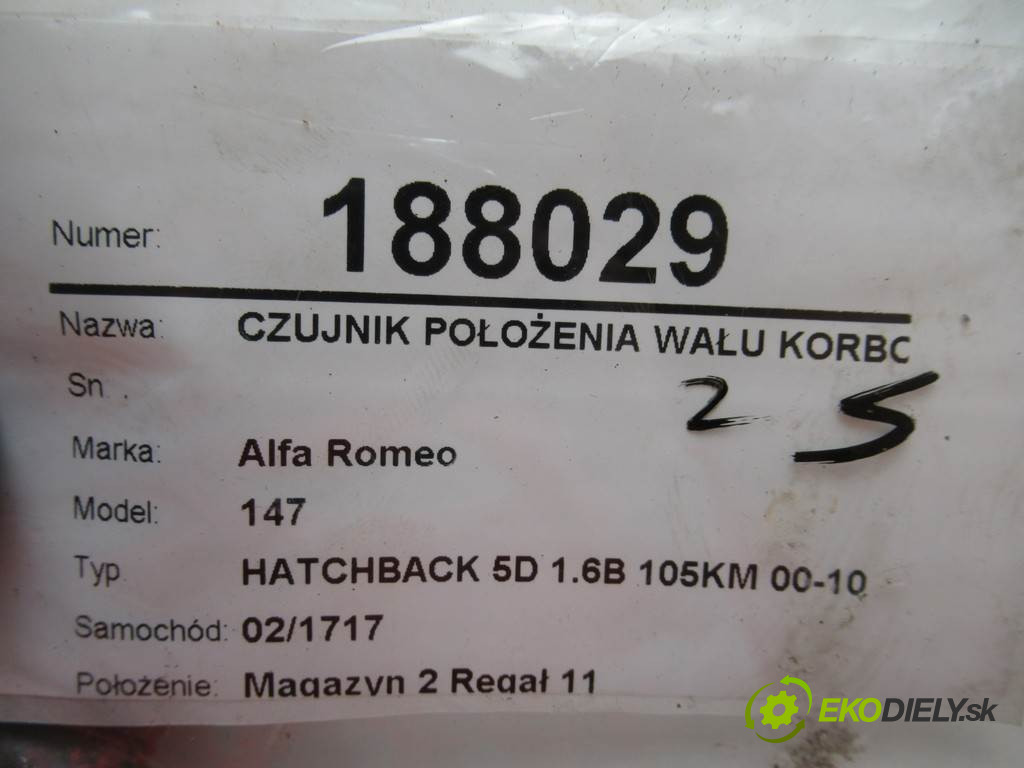 Numer: 188029
Nazwa: CZUJNIK POŁOŻENIA WAŁU KORBC
Sn.
2 5
Marka: Alfa Romeo
Model: 147
Typ HATCHBACK 5D 1.6B 105KM 00-10
Samochód: 02/1717
Położenie: Magazyn 2 Regał 11
EKODIELY.sk